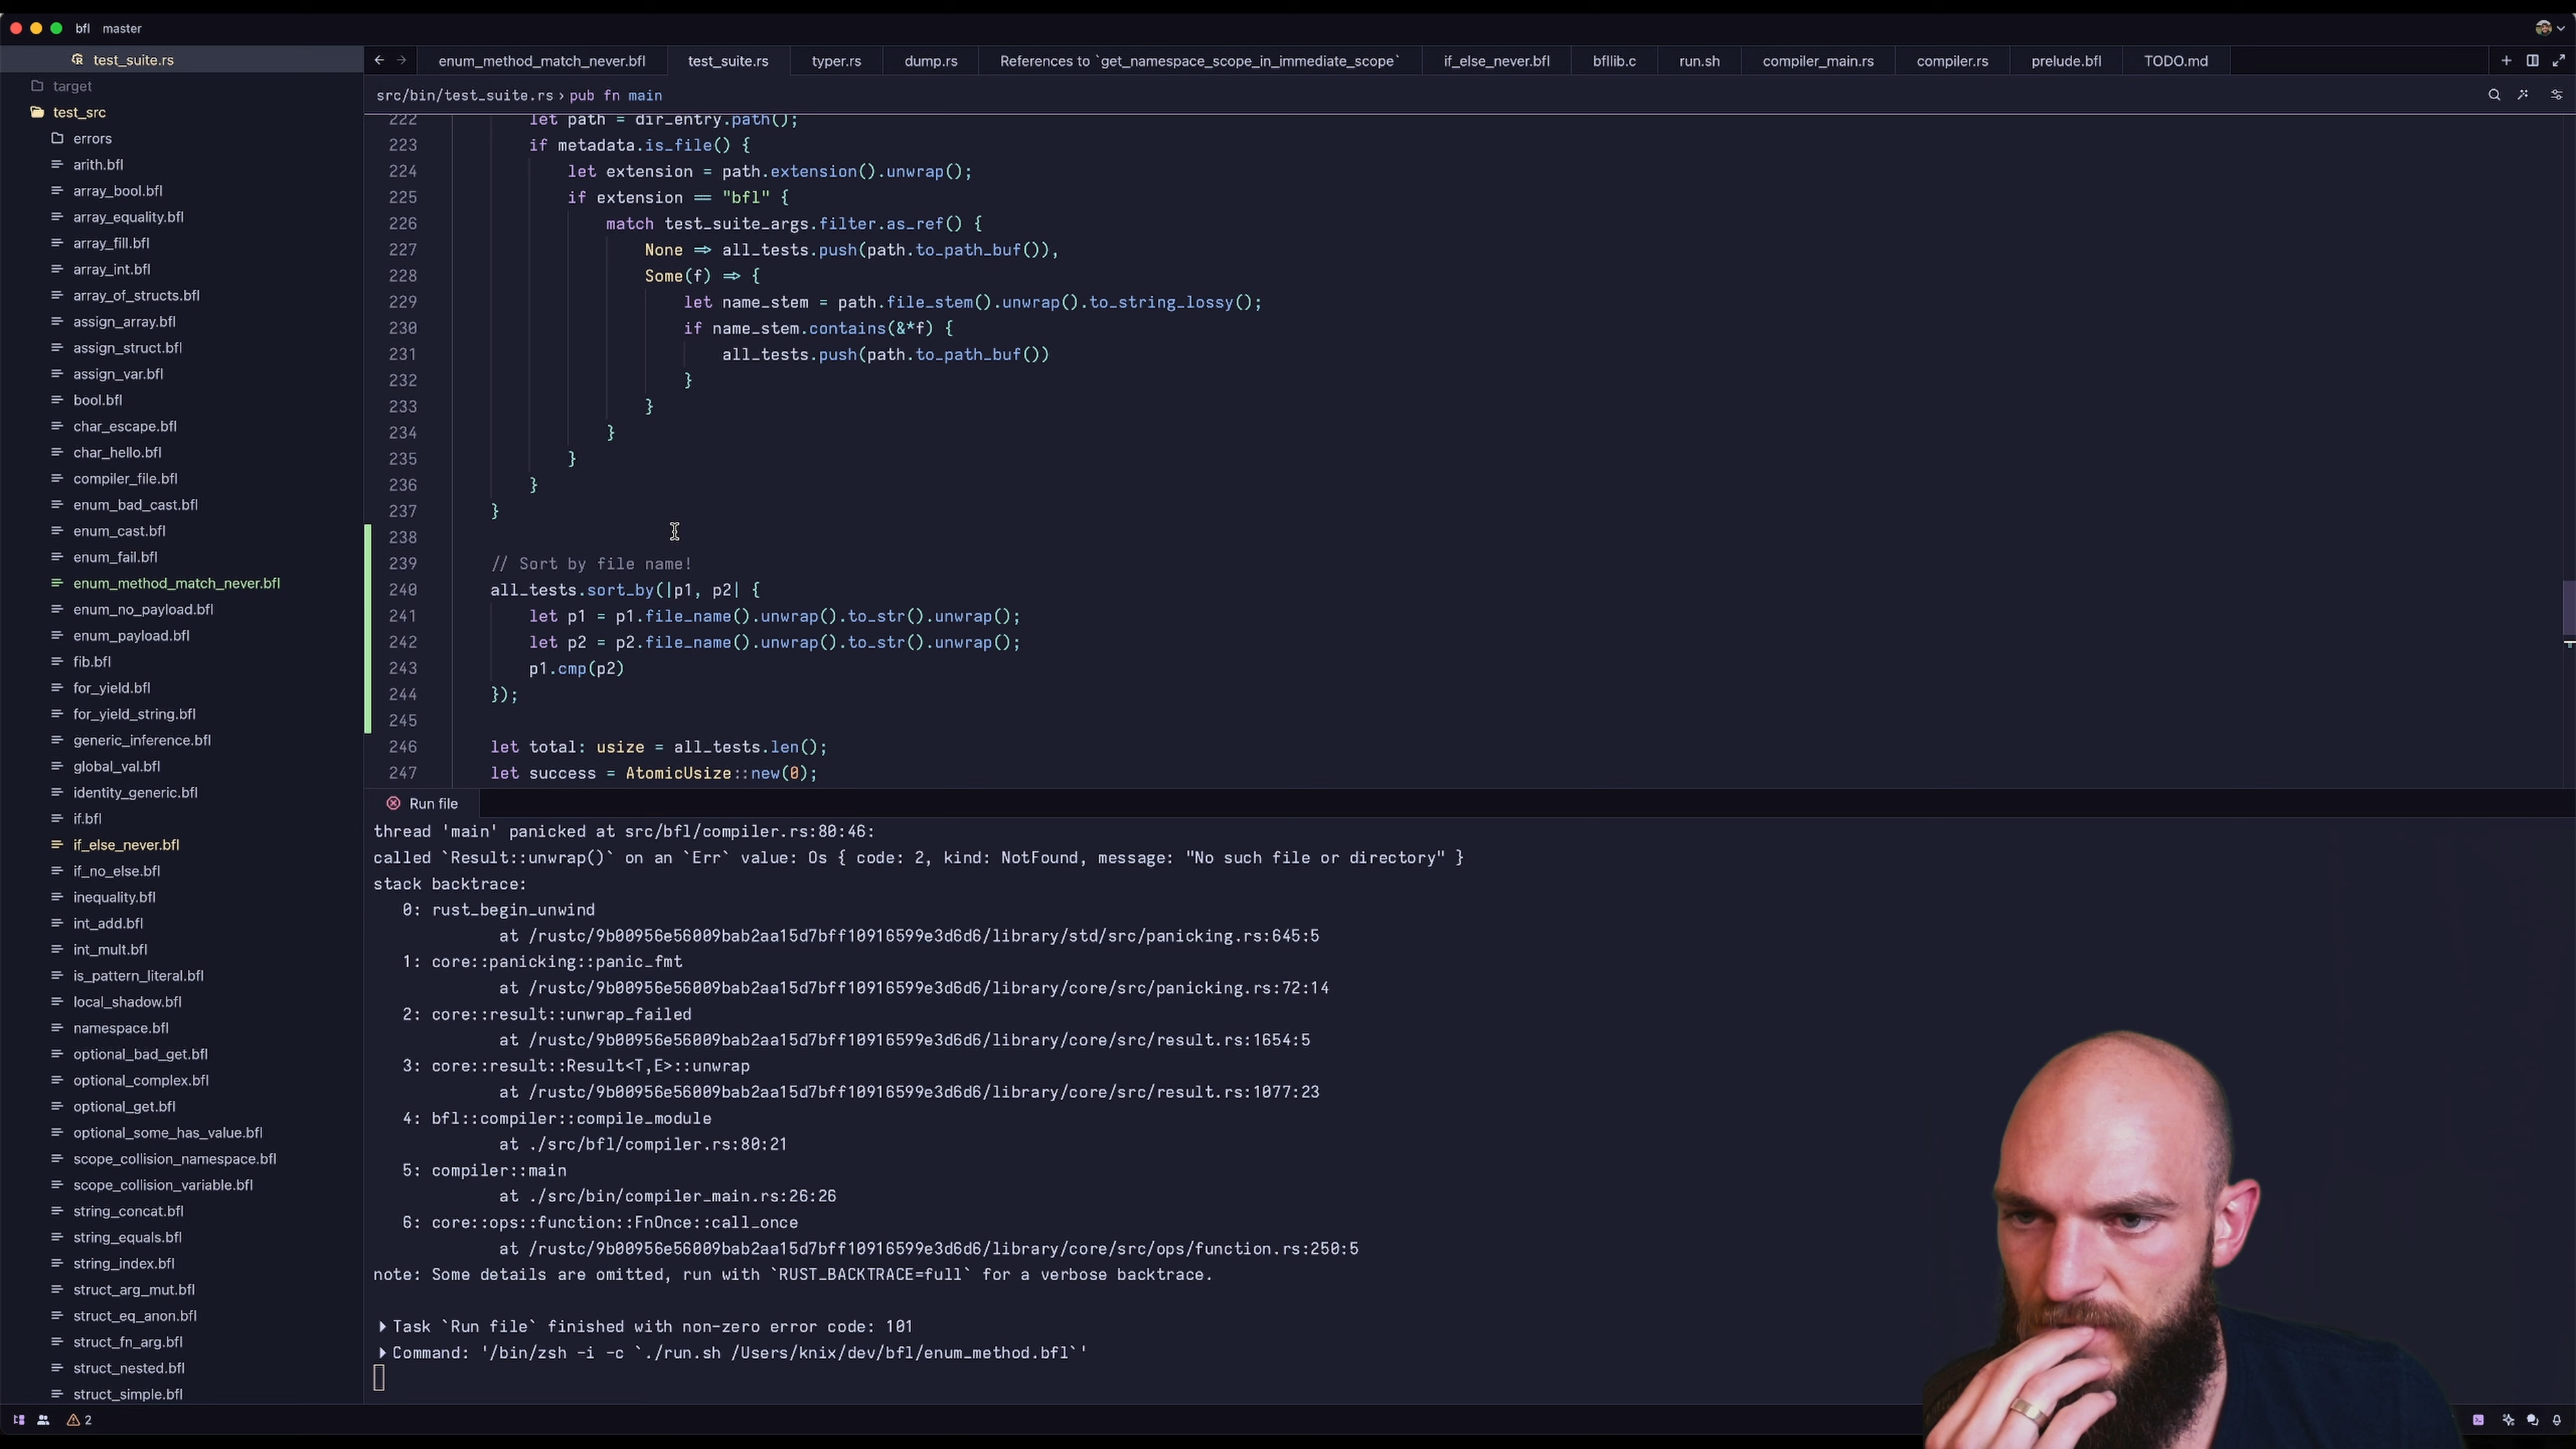 bfl master
test_suite.rs
target
test_src
errors
arith.bfl
array_bool.bfl
array_equality.bfl
array_fill.bfl
array_int.bfl
array_of_structs.bfl
assign_array.bfl
assign_struct.bfl
assign_var.bfl
bool.bfl
char_escape.bfl
char_hello.bfl
compiler_file.bfl
enum_bad_cast.bfl
enum_cast.bfl
enum_fail.bfl
enum_method_match_never.bfl
enum_no_payload.bfl
enum_payload.bfl
fib.bfl
for_yield.bfl
for_yield_string.bfl
generic_inference.bfl
global_val.bfl
identity_generic.bfl
if.bfl
if_else_never.bfl
if_no_else.bfl
inequality.bfl
int_add.bfl
int_mult.bfl
is_pattern_literal.bfl
local_shadow.bfl
namespace.bfl
optional_bad_get.bfl
optional_complex.bfl
optional_get.bfl
optional_some_has_value.bfl
scope_collision_namespace.bfl
scope_collision_variable.bfl
string_concat.bfl
string_equals.bfl
string_index.bfl
struct_arg_mut.bfl
struct_eq_anon.bfl
struct_fn_arg.bfl
struct_nested.bfl
struct_simple.bfl
2
enum_method_match_never.bfl test_suite.rs typer.rs dump.rs References to `get_namespace_scope_in_immediate_scope` if_else_never.bfl bfllib.c run.sh compiler_main.rs compiler.rs prelude.bfl TODO.md
src/bin/test_suite.rs › pub fn main
222 let path = dir_entry.path();
223 if metadata.is_file() {
224 let extension = path.extension().unwrap();
225 if extension == "bfl" {
226 match test_suite_args.filter.as_ref() {
227 None => all_tests.push(path.to_path_buf()),
228 Some(f) => {
229 let name_stem = path.file_stem().unwrap().to_string_lossy();
230 if name_stem.contains(&*f) {
231 all_tests.push(path.to_path_buf())
232 }
233 }
234 }
235 }
236 }
237 }
238
239 // Sort by file name!
240 all_tests.sort_by(|p1, p2| {
241 let p1 = p1.file_name().unwrap().to_str().unwrap();
242 let p2 = p2.file_name().unwrap().to_str().unwrap();
243 p1.cmp(p2)
244 });
245
246 let total: usize = all_tests.len();
247 let success = AtomicUsize::new(0);
Run file
thread 'main' panicked at src/bfl/compiler.rs:80:46:
called `Result::unwrap()` on an `Err` value: Os { code: 2, kind: NotFound, message: "No such file or directory" }
stack backtrace:
0: rust_begin_unwind
at /rustc/9b00956e56009bab2aa15d7bff10916599e3d6d6/library/std/src/panicking.rs:645:5
1: core::panicking::panic_fmt
at /rustc/9b00956e56009bab2aa15d7bff10916599e3d6d6/library/core/src/panicking.rs:72:14
2: core::result::unwrap_failed
at /rustc/9b00956e56009bab2aa15d7bff10916599e3d6d6/library/core/src/result.rs:1654:5
3: core::result::Result<T,E>::unwrap
at /rustc/9b00956e56009bab2aa15d7bff10916599e3d6d6/library/core/src/result.rs:1077:23
4: bfl::compiler::compile_module
at ./src/bfl/compiler.rs:80:21
5: compiler::main
at ./src/bin/compiler_main.rs:26:26
6: core::ops::function::FnOnce::call_once
at /rustc/9b00956e56009bab2aa15d7bff10916599e3d6d6/library/core/src/ops/function.rs:250:5
note: Some details are omitted, run with `RUST_BACKTRACE=full` for a verbose backtrace.
Task `Run file` finished with non-zero error code: 101
Command: '/bin/zsh -i -c `./run.sh /Users/knix/dev/bfl/enum_method.bfl`'